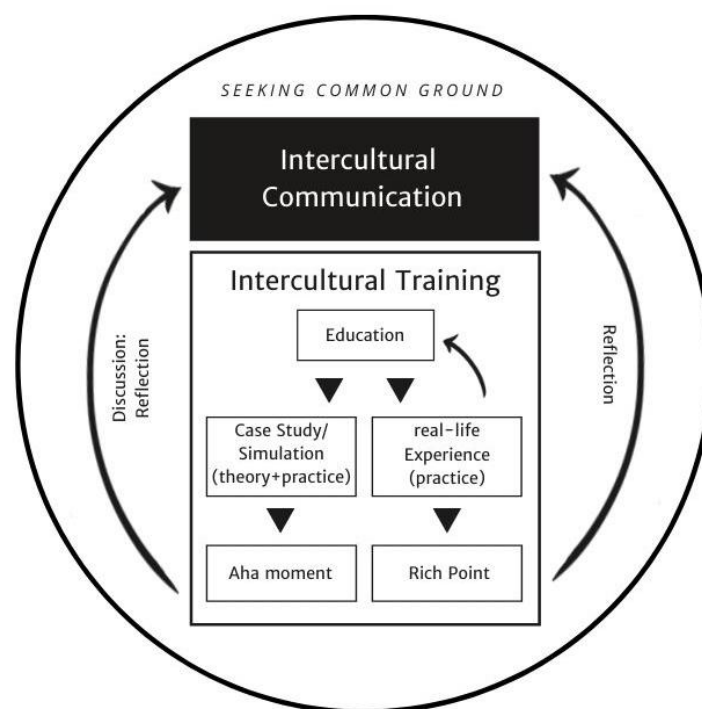 SEEKING COMMON GROUND
Intercultural
Communication
Intercultural Training
Education
Discussion:
Reflection
Reflection
Case Study/
Simulation
(theory+practice)
real-life
Experience
(practice)
Aha moment
Rich Point